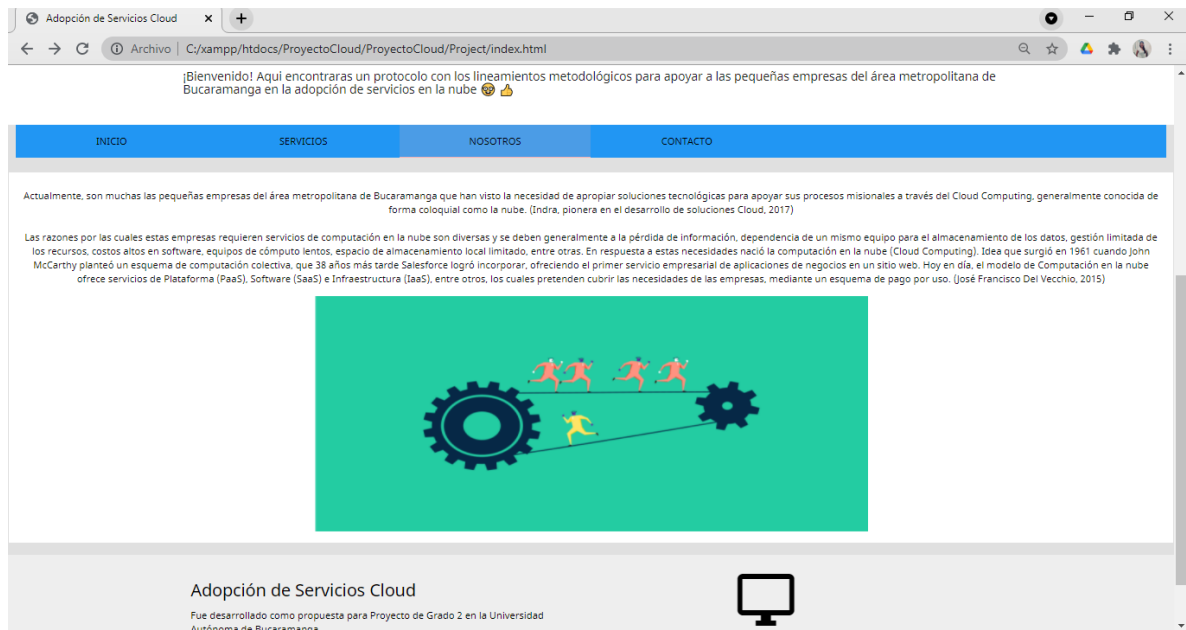 Adopción de Servicios Cloud
Archivo | C:/xampp/htdocs/ProyectoCloud/ProyectoCloud/Project/index.html
¡Bienvenido! Aqui encontraras un protocolo con los lineamientos metodológicos para apoyar a las pequeñas empresas del área metropolitana de
Bucaramanga en la adopción de servicios en la nube 🤓 👍
INICIO SERVICIOS NOSOTROS CONTACTO
Actualmente, son muchas las pequeñas empresas del área metropolitana de Bucaramanga que han visto la necesidad de apropiar soluciones tecnológicas para apoyar sus procesos misionales a través del Cloud Computing, generalmente conocida de
forma coloquial como la nube. (Indra, pionera en el desarrollo de soluciones Cloud, 2017)
Las razones por las cuales estas empresas requieren servicios de computación en la nube son diversas y se deben generalmente a la pérdida de información, dependencia de un mismo equipo para el almacenamiento de los datos, gestión limitada de
los recursos, costos altos en software, equipos de cómputo lentos, espacio de almacenamiento local limitado, entre otras. En respuesta a estas necesidades nació la computación en la nube (Cloud Computing). Idea que surgió en 1961 cuando John
McCarthy planteó un esquema de computación colectiva, que 38 años más tarde Salesforce logró incorporar, ofreciendo el primer servicio empresarial de aplicaciones de negocios en un sitio web. Hoy en día, el modelo de Computación en la nube
ofrece servicios de Plataforma (PaaS), Software (SaaS) e Infraestructura (IaaS), entre otros, los cuales pretenden cubrir las necesidades de las empresas, mediante un esquema de pago por uso. (José Francisco Del Vecchio, 2015)
Adopción de Servicios Cloud
Fue desarrollado como propuesta para Proyecto de Grado 2 en la Universidad
Autónoma de Bucaramanga